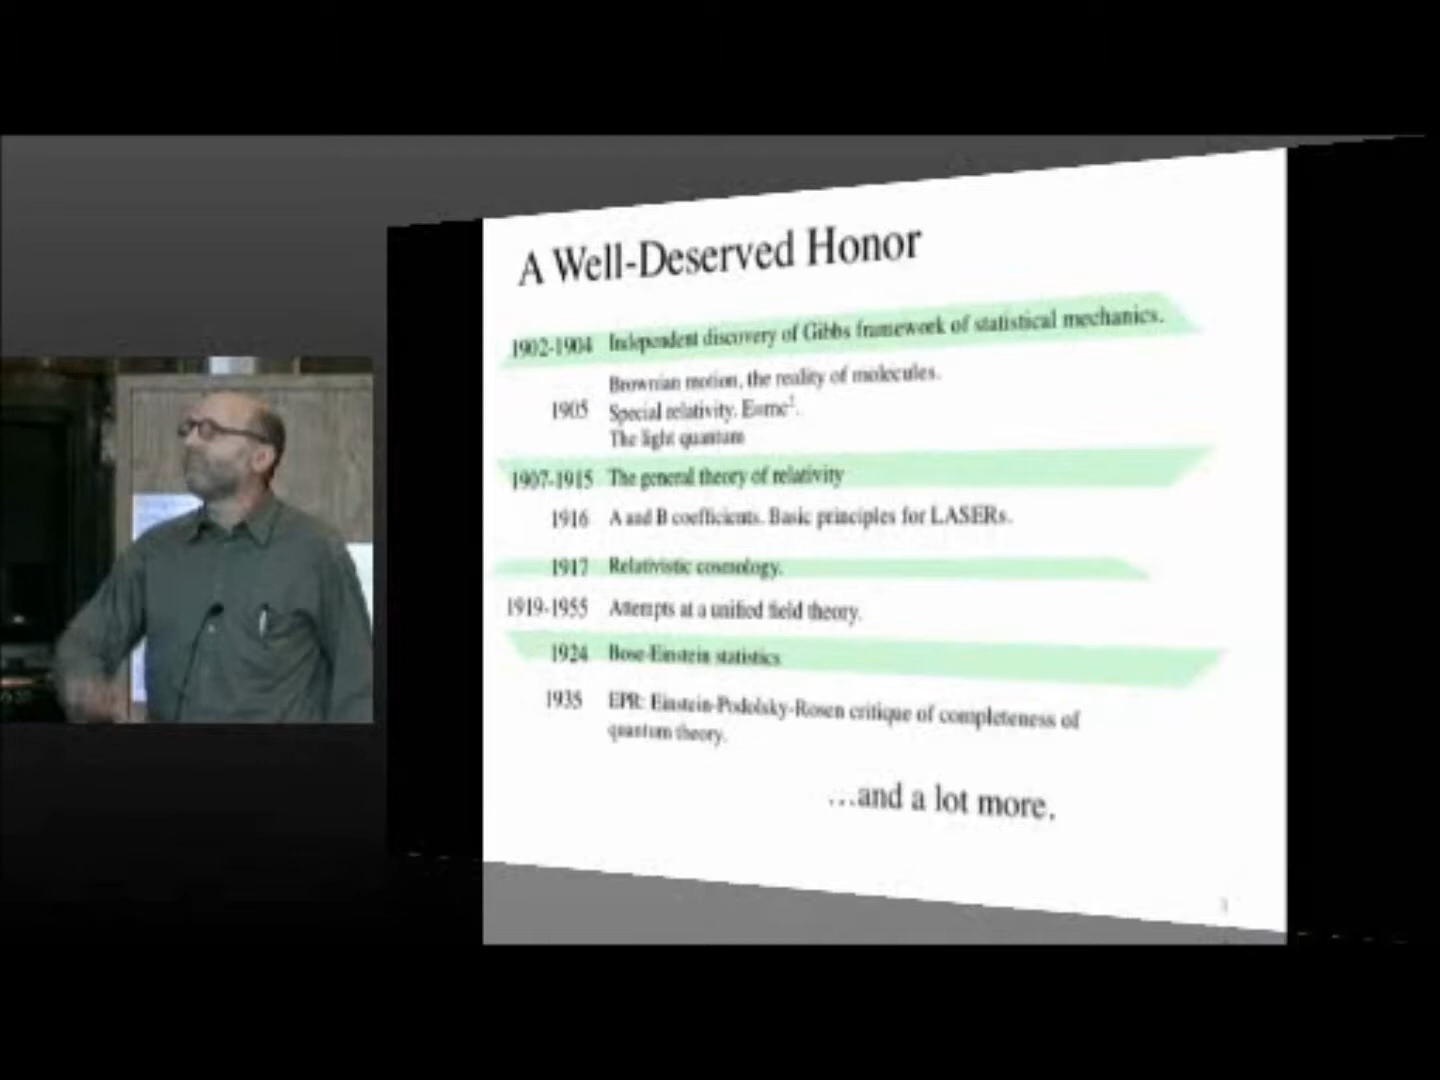 A Well-Deserved Honor
1902-1904 Independent discovery of Gibbs framework of statistical mechanics.
Brownian motion, the reality of molecules.
1905 Special relativity. E=mc².
The light quantum
1907-1915 The general theory of relativity
1916 A and B coefficients. Basic principles for LASERs.
1917 Relativistic cosmology.
1919-1955 Attempts at a unified field theory.
1924 Bose-Einstein statistics
1935 EPR: Einstein-Podolsky-Rosen critique of completeness of
quantum theory.
...and a lot more.